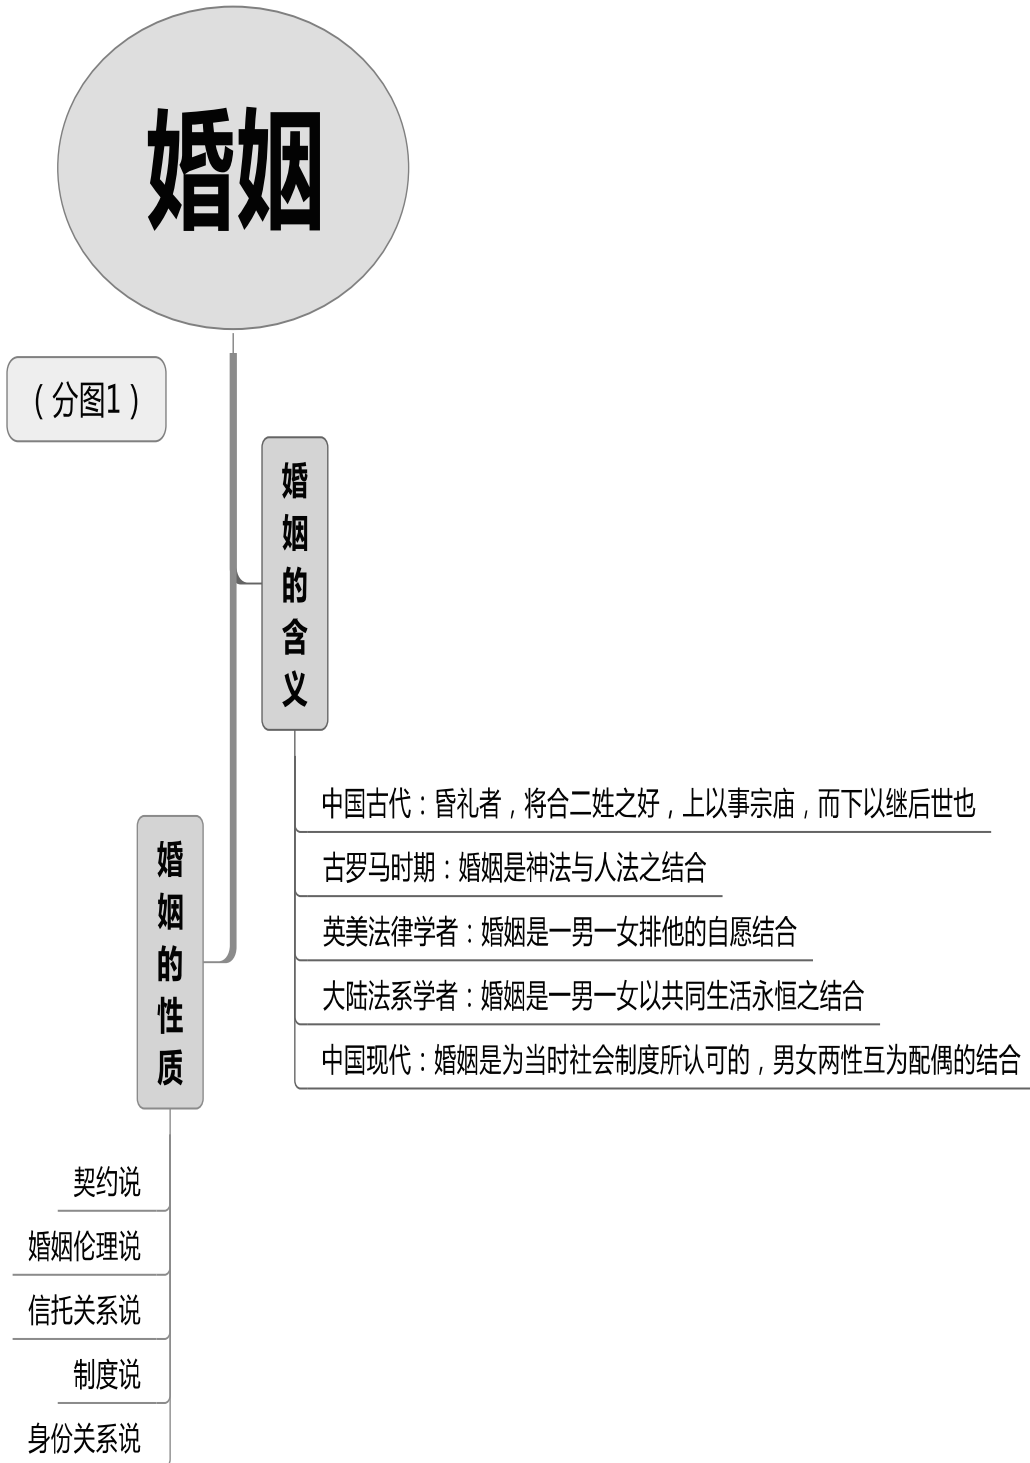 婚姻
（分图1）
婚姻的含义
中国古代：昏礼者，将合二姓之好，上以事宗庙，而下以继后世也
古罗马时期：婚姻是神法与人法之结合
英美法律学者：婚姻是一男一女排他的自愿结合
大陆法系学者：婚姻是一男一女以共同生活永恒之结合
中国现代：婚姻是为当时社会制度所认可的，男女两性互为配偶的结合
婚姻的性质
契约说
婚姻伦理说
信托关系说
制度说
身份关系说